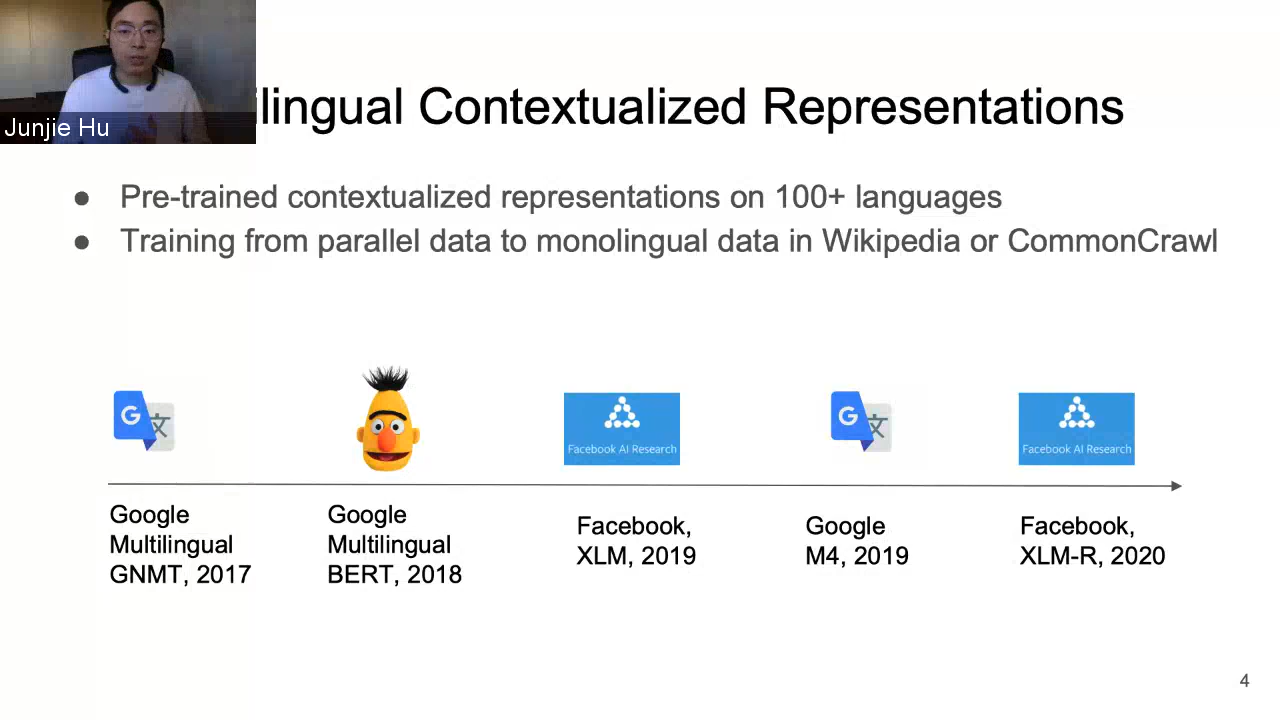 Junjie Hu
ilingual Contextualized Representations
● Pre-trained contextualized representations on 100+ languages
● Training from parallel data to monolingual data in Wikipedia or CommonCrawl
G 文
Facebook AI Research
G 文
Facebook AI Research
Google
Multilingual
GNMT, 2017
Google
Multilingual
BERT, 2018
Facebook,
XLM, 2019
Google
M4, 2019
Facebook,
XLM-R, 2020
4